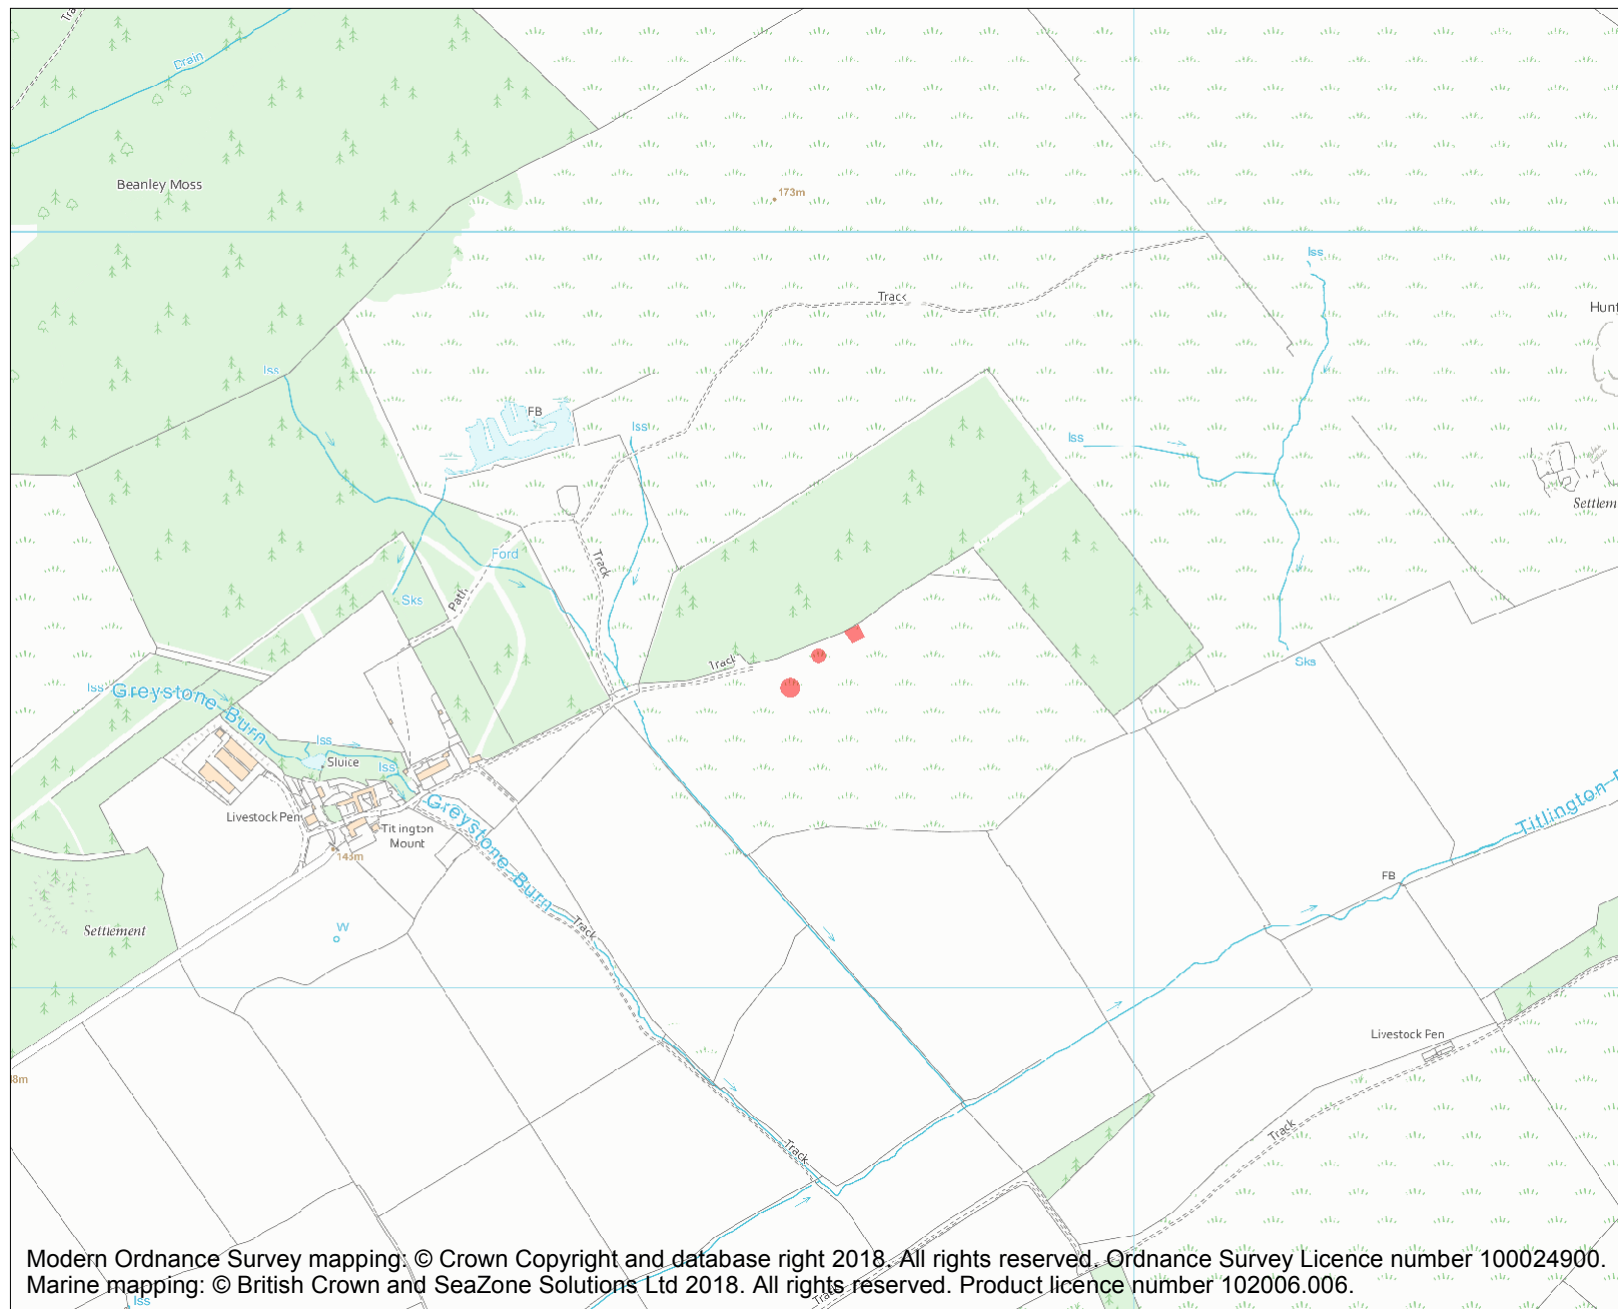 Drain
Beanley Moss
173m
Iss
Track
Hunt
Iss
FB
Iss
Iss
Settlem
Ford
Track
Path
Sks
Sks
Track
Iss
Greystone Burn
Iss
Sluice
Iss
Livestock Pen
Greystone Burn
Titlington
Mount
143m
Titlington
FB
Settlement
W
Track
Livestock Pen
8m
Track
Track
Modern Ordnance Survey mapping: © Crown Copyright and database right 2018. All rights reserved. Ordnance Survey Licence number 100024900.
Marine mapping: © British Crown and SeaZone Solutions Ltd 2018. All rights reserved. Product licence number 102006.006.
Iss
Track